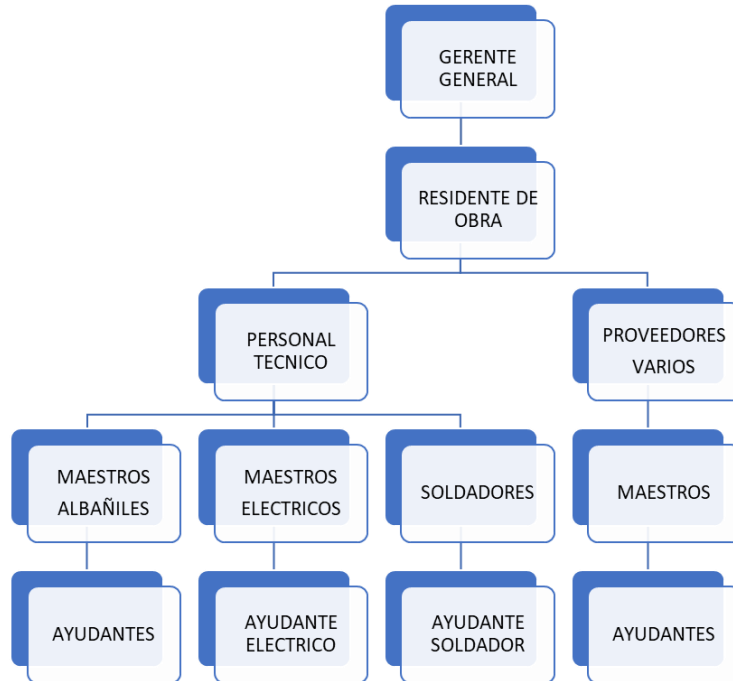 GERENTE
GENERAL
RESIDENTE DE
OBRA
PERSONAL
TECNICO
PROVEEDORES
VARIOS
MAESTROS
ALBAÑILES
MAESTROS
ELECTRICOS
SOLDADORES
MAESTROS
AYUDANTES
AYUDANTE
ELECTRICO
AYUDANTE
SOLDADOR
AYUDANTES